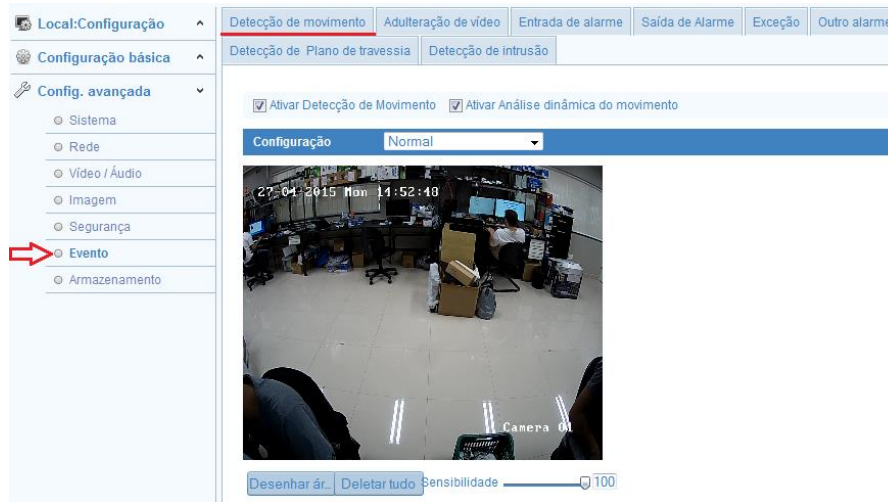 Local:Configuração
Configuração básica
Config. avançada
Sistema
Rede
Vídeo / Áudio
Imagem
Segurança
Evento
Armazenamento
Detecção de movimento
Adulteração de vídeo
Entrada de alarme
Saída de Alarme
Exceção
Outro alarme
Detecção de Plano de travessia
Detecção de intrusão
Ativar Detecção de Movimento
Ativar Análise dinâmica do movimento
Configuração
Normal
27-04-2015 Mon 14:52:48
Camera 01
Desenhar ár...
Deletar tudo
Sensibilidade
100